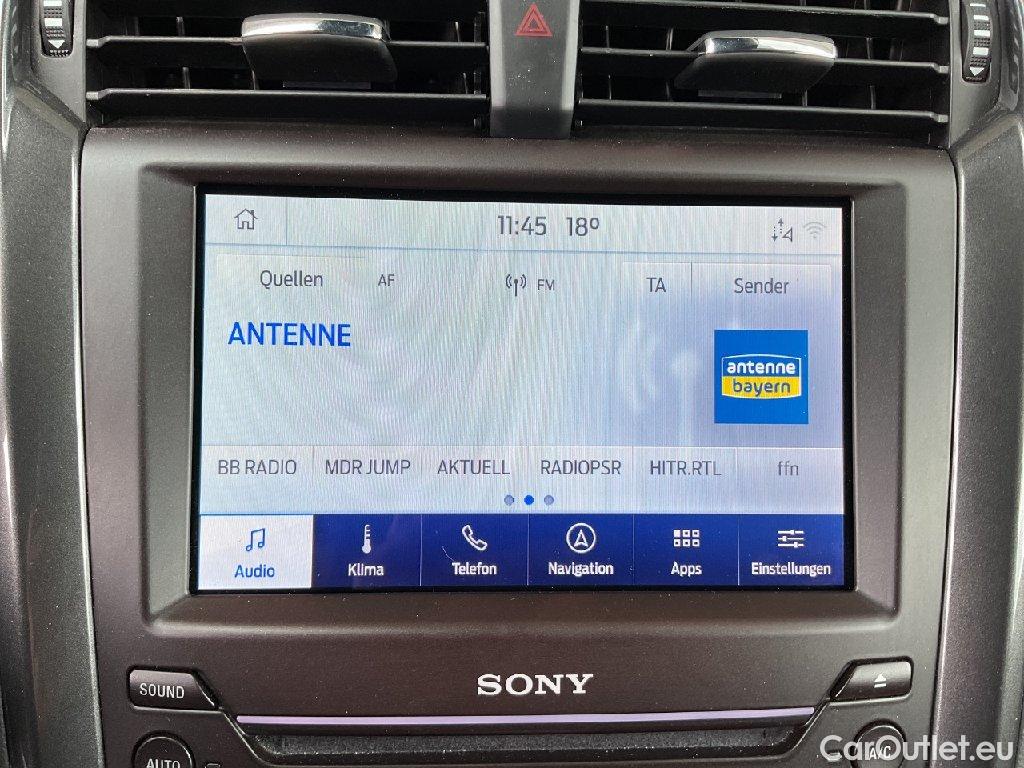 11:45 18°
Quellen AF FM TA Sender
ANTENNE
antenne
bayern
BB RADIO MDR JUMP AKTUELL RADIOPSR HITR.RTL ffn
Audio Klima Telefon Navigation Apps Einstellungen
SOUND
SONY
AUTO
A/C
CarOutlet.eu